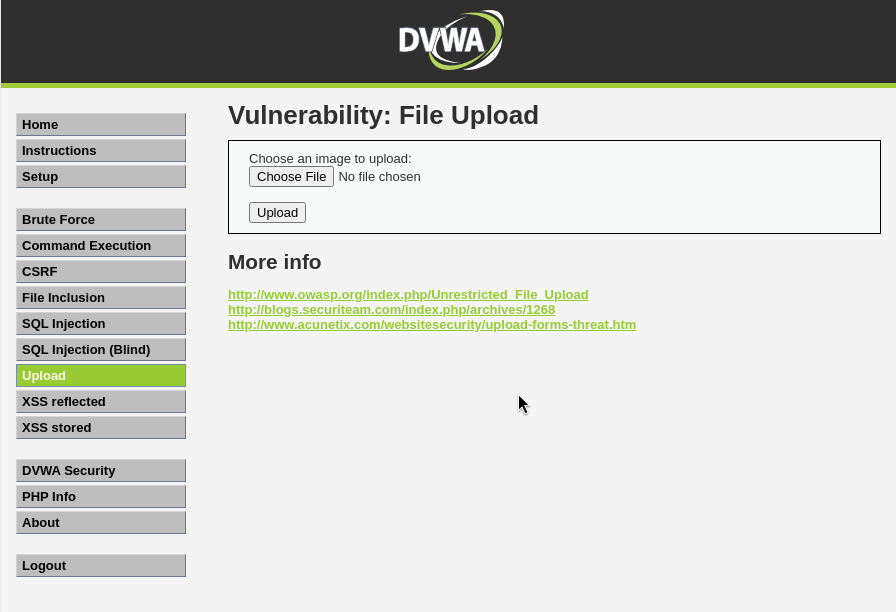 DVWA
Home
Instructions
Setup
Brute Force
Command Execution
CSRF
File Inclusion
SQL Injection
SQL Injection (Blind)
Upload
XSS reflected
XSS stored
DVWA Security
PHP Info
About
Logout
Vulnerability: File Upload
Choose an image to upload:
Choose File No file chosen
Upload
More info
http://www.owasp.org/index.php/Unrestricted_File_Upload
http://blogs.securiteam.com/index.php/archives/1268
http://www.acunetix.com/websitesecurity/upload-forms-threat.htm